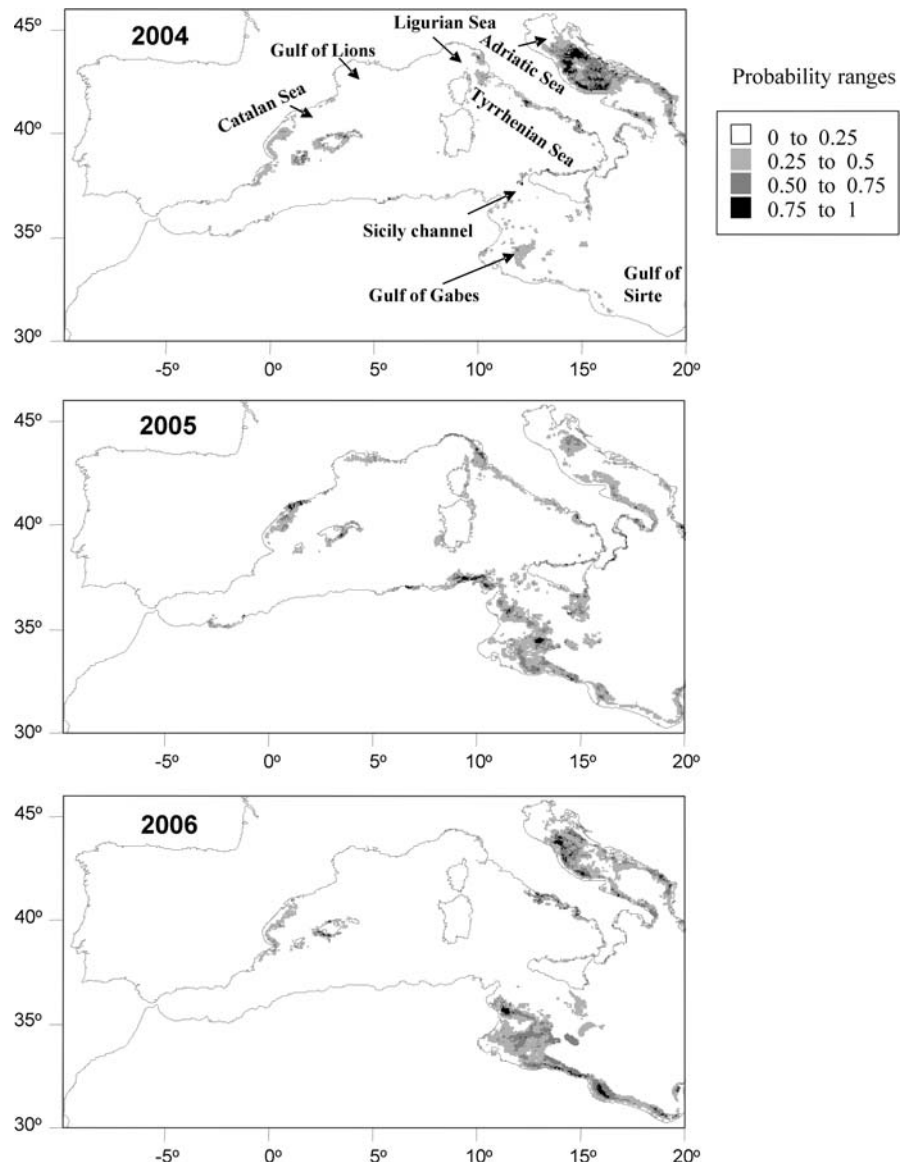 45º
40º
35º
30º
2004
Ligurian Sea
Gulf of Lions
Adriatic Sea
Catalan Sea
Tyrrhenian Sea
Sicily channel
Gulf of Gabes
Gulf of
Sirte
-5º 0º 5º 10º 15º 20º
Probability ranges
0 to 0.25
0.25 to 0.5
0.50 to 0.75
0.75 to 1
45º
40º
35º
30º
2005
-5º 0º 5º 10º 15º 20º
45º
40º
35º
30º
2006
-5º 0º 5º 10º 15º 20º